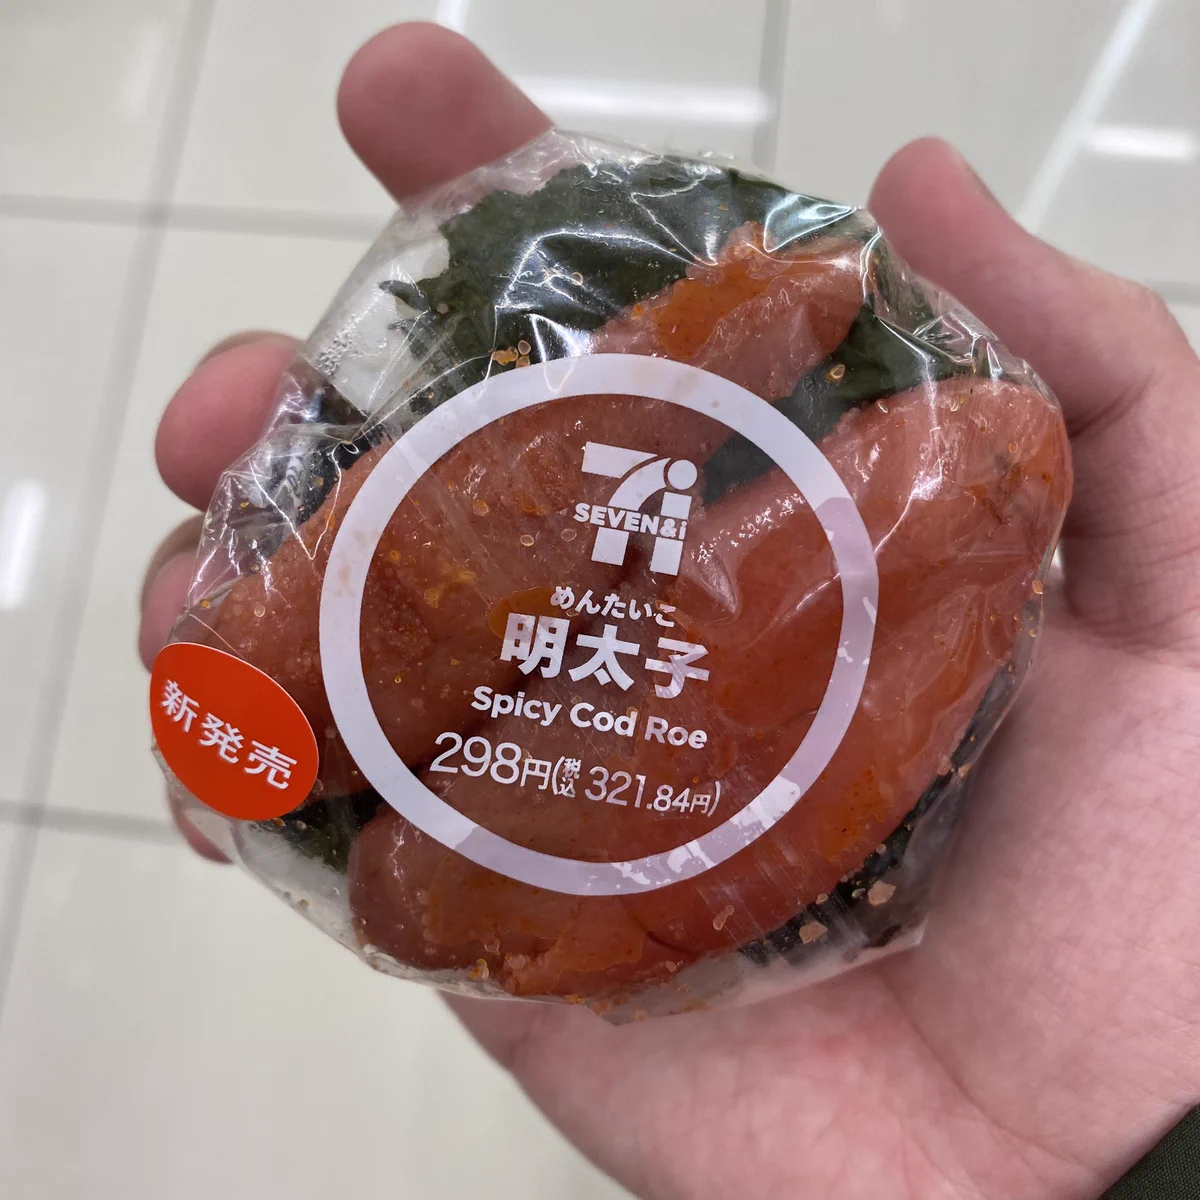 SEVEN&i
めんたいこ
明太子
Spicy Cod Roe
298円(税込 321.84円)
新発売